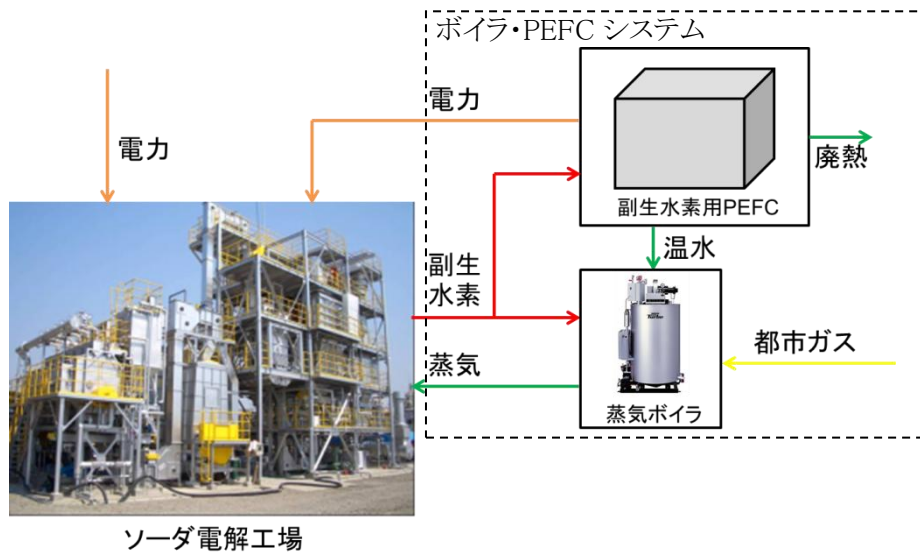 ボイラ・PEFC システム
電力
電力
廃熱
副生水素用PEFC
温水
副生
水素
都市ガス
蒸気
蒸気ボイラ
ソーダ電解工場